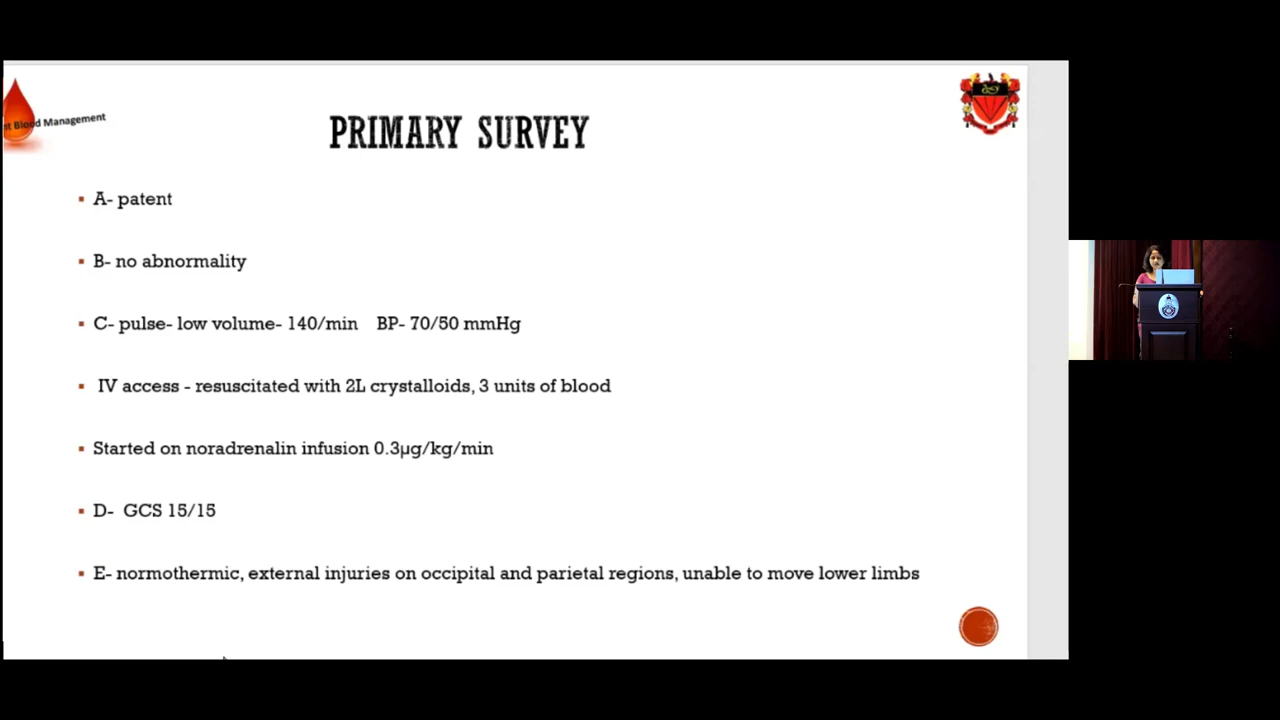 Blood Management
PRIMARY SURVEY
A- patent
B- no abnormality
C- pulse- low volume- 140/min BP- 70/50 mmHg
IV access - resuscitated with 2L crystalloids, 3 units of blood
Started on noradrenalin infusion 0.3µg/kg/min
D- GCS 15/15
E- normothermic, external injuries on occipital and parietal regions, unable to move lower limbs